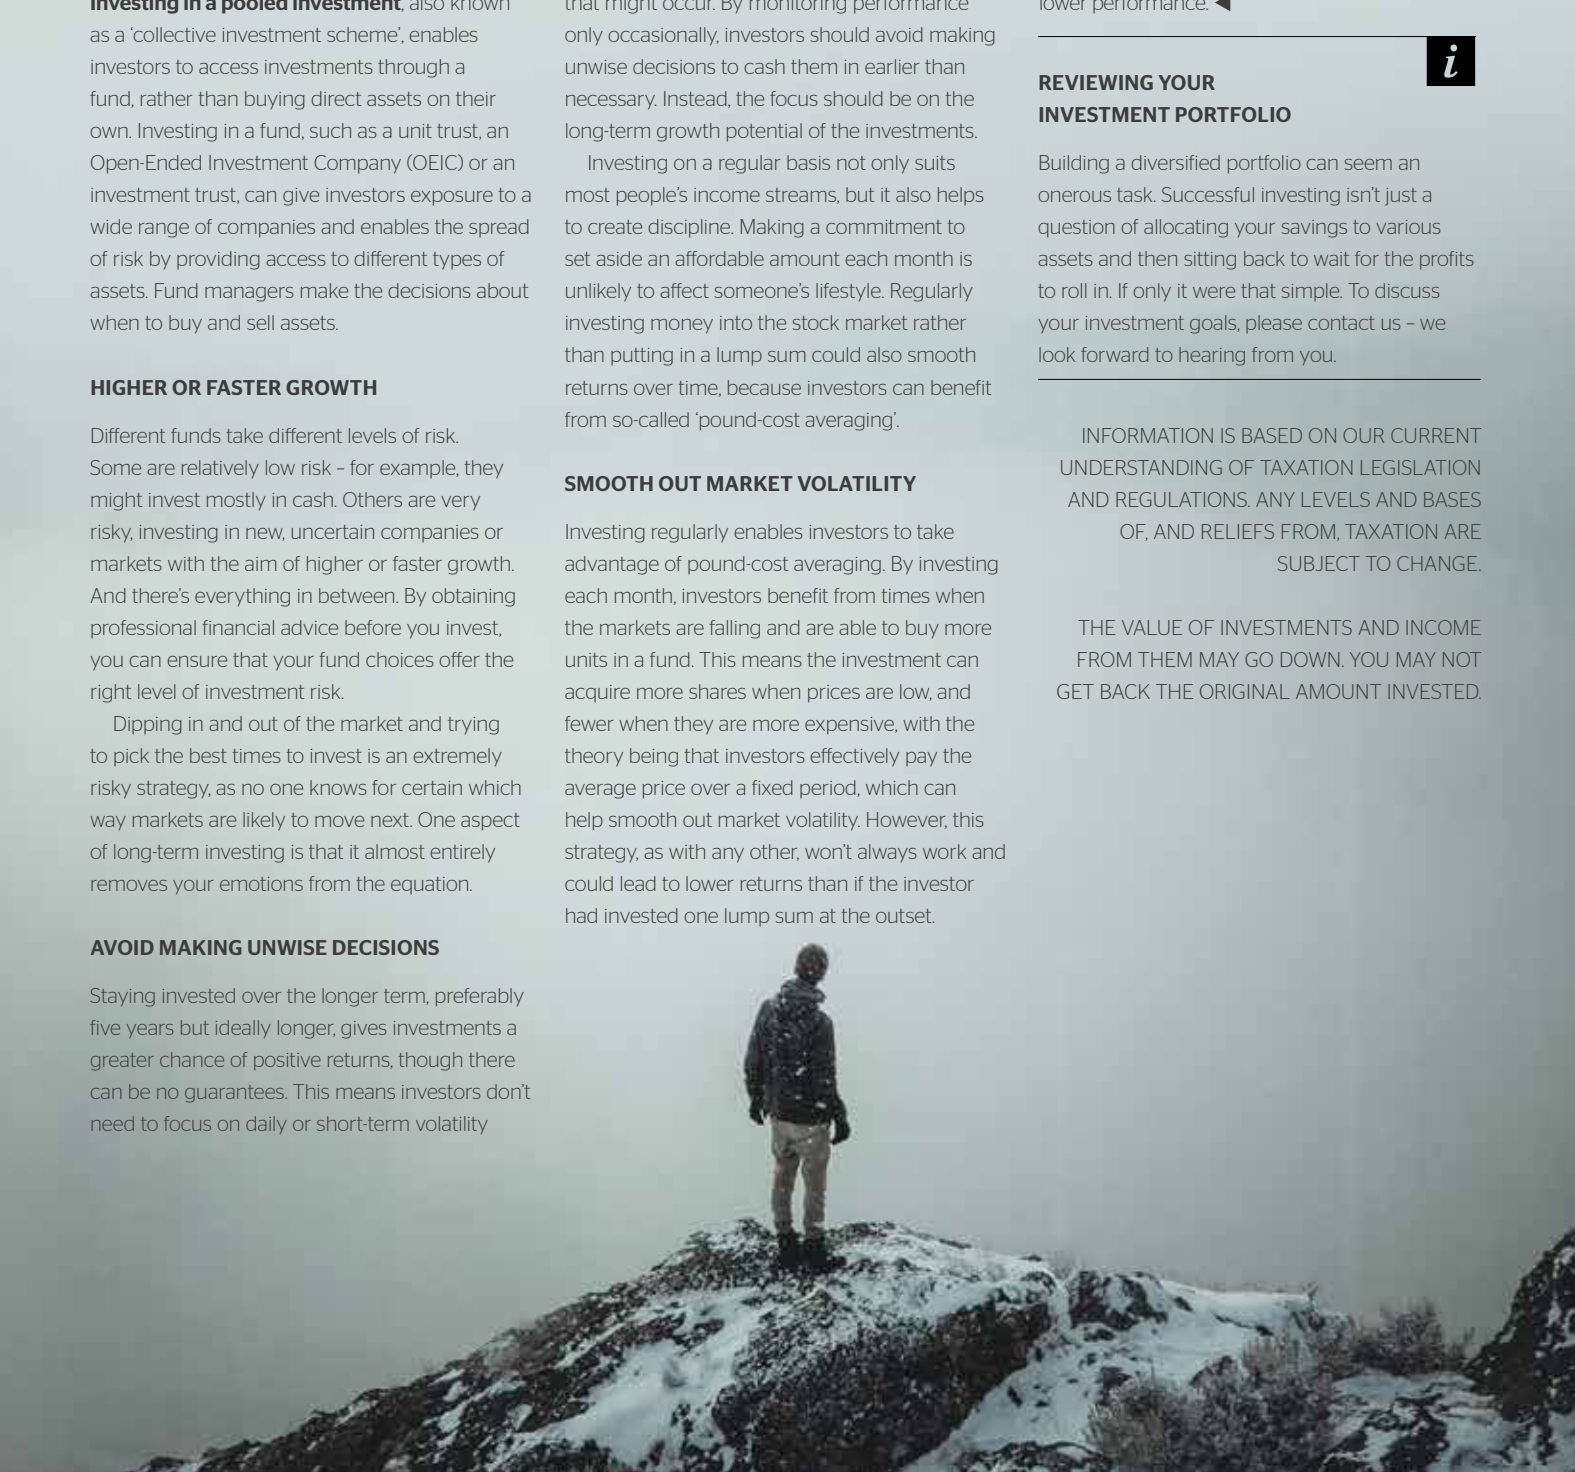 Investing in a pooled investment, also known
as a ‘collective investment scheme’, enables
investors to access investments through a
fund, rather than buying direct assets on their
own. Investing in a fund, such as a unit trust, an
Open-Ended Investment Company (OEIC) or an
investment trust, can give investors exposure to a
wide range of companies and enables the spread
of risk by providing access to different types of
assets. Fund managers make the decisions about
when to buy and sell assets.
HIGHER OR FASTER GROWTH
Different funds take different levels of risk.
Some are relatively low risk – for example, they
might invest mostly in cash. Others are very
risky, investing in new, uncertain companies or
markets with the aim of higher or faster growth.
And there’s everything in between. By obtaining
professional financial advice before you invest,
you can ensure that your fund choices offer the
right level of investment risk.
Dipping in and out of the market and trying
to pick the best times to invest is an extremely
risky strategy, as no one knows for certain which
way markets are likely to move next. One aspect
of long-term investing is that it almost entirely
removes your emotions from the equation.
AVOID MAKING UNWISE DECISIONS
Staying invested over the longer term, preferably
five years but ideally longer, gives investments a
greater chance of positive returns, though there
can be no guarantees. This means investors don’t
need to focus on daily or short-term volatility
that might occur. By monitoring performance
only occasionally, investors should avoid making
unwise decisions to cash them in earlier than
necessary. Instead, the focus should be on the
long-term growth potential of the investments.
Investing on a regular basis not only suits
most people’s income streams, but it also helps
to create discipline. Making a commitment to
set aside an affordable amount each month is
unlikely to affect someone’s lifestyle. Regularly
investing money into the stock market rather
than putting in a lump sum could also smooth
returns over time, because investors can benefit
from so-called ‘pound-cost averaging’.
SMOOTH OUT MARKET VOLATILITY
Investing regularly enables investors to take
advantage of pound-cost averaging. By investing
each month, investors benefit from times when
the markets are falling and are able to buy more
units in a fund. This means the investment can
acquire more shares when prices are low, and
fewer when they are more expensive, with the
theory being that investors effectively pay the
average price over a fixed period, which can
help smooth out market volatility. However, this
strategy, as with any other, won’t always work and
could lead to lower returns than if the investor
had invested one lump sum at the outset.
lower performance. ◀
i
REVIEWING YOUR
INVESTMENT PORTFOLIO
Building a diversified portfolio can seem an
onerous task. Successful investing isn’t just a
question of allocating your savings to various
assets and then sitting back to wait for the profits
to roll in. If only it were that simple. To discuss
your investment goals, please contact us – we
look forward to hearing from you.
INFORMATION IS BASED ON OUR CURRENT
UNDERSTANDING OF TAXATION LEGISLATION
AND REGULATIONS. ANY LEVELS AND BASES
OF, AND RELIEFS FROM, TAXATION ARE
SUBJECT TO CHANGE.
THE VALUE OF INVESTMENTS AND INCOME
FROM THEM MAY GO DOWN. YOU MAY NOT
GET BACK THE ORIGINAL AMOUNT INVESTED.